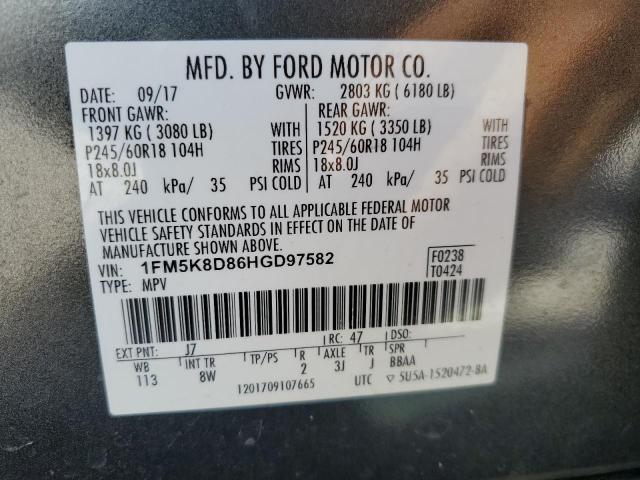 MFD. BY FORD MOTOR CO.
DATE: 09/17 GVWR: 2803 KG ( 6180 LB)
FRONT GAWR: REAR GAWR:
1397 KG ( 3080 LB) WITH 1520 KG ( 3350 LB) WITH
P245/60R18 104H TIRES P245/60R18 104H TIRES
18x8.0J RIMS 18x8.0J RIMS
AT 240 kPa/ 35 PSI COLD AT 240 kPa/ 35 PSI COLD
THIS VEHICLE CONFORMS TO ALL APPLICABLE FEDERAL MOTOR
VEHICLE SAFETY STANDARDS IN EFFECT ON THE DATE OF
MANUFACTURE SHOWN ABOVE.
VIN: 1FM5K8D86HGD97582 F0238
TYPE: MPV T0424
EXT PNT: J7 RC: 47 DSO:
WB INT TR TP/PS R AXLE TR SPR
113 8W 2 3J J BBAA
1201709107665 UTC ▽ 5U5A-1520472-BA